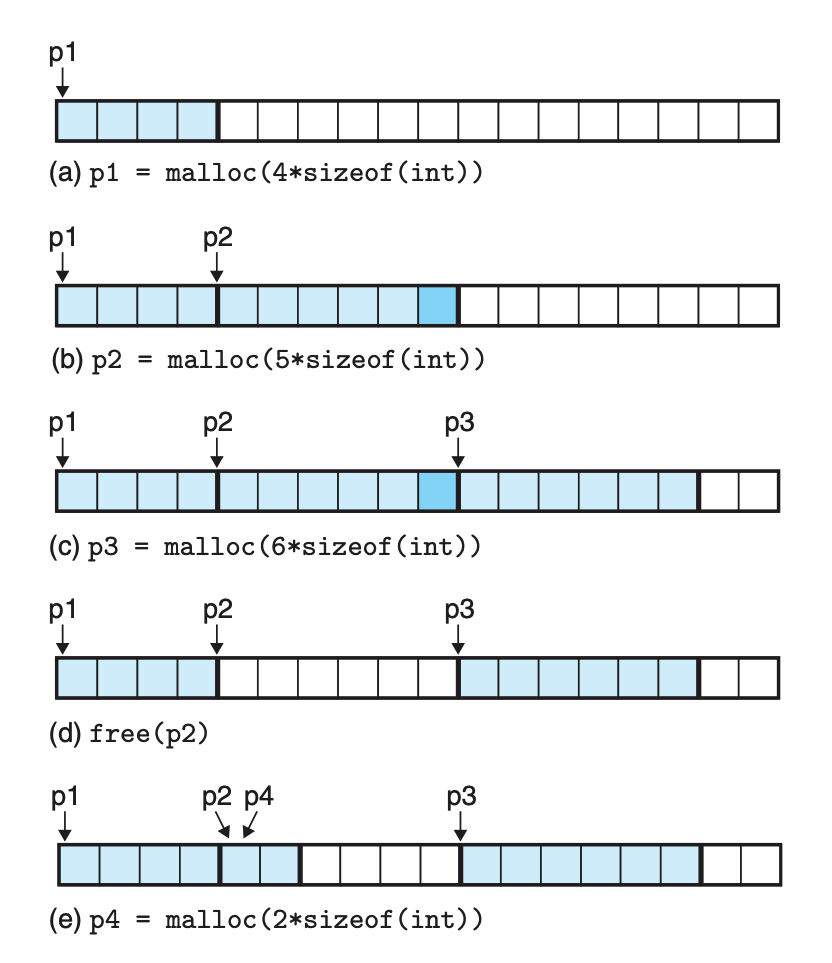 p1
(a) p1 = malloc(4*sizeof(int))
p1 p2
(b) p2 = malloc(5*sizeof(int))
p1 p2 p3
(c) p3 = malloc(6*sizeof(int))
p1 p2 p3
(d) free(p2)
p1 p2 p4 p3
(e) p4 = malloc(2*sizeof(int))